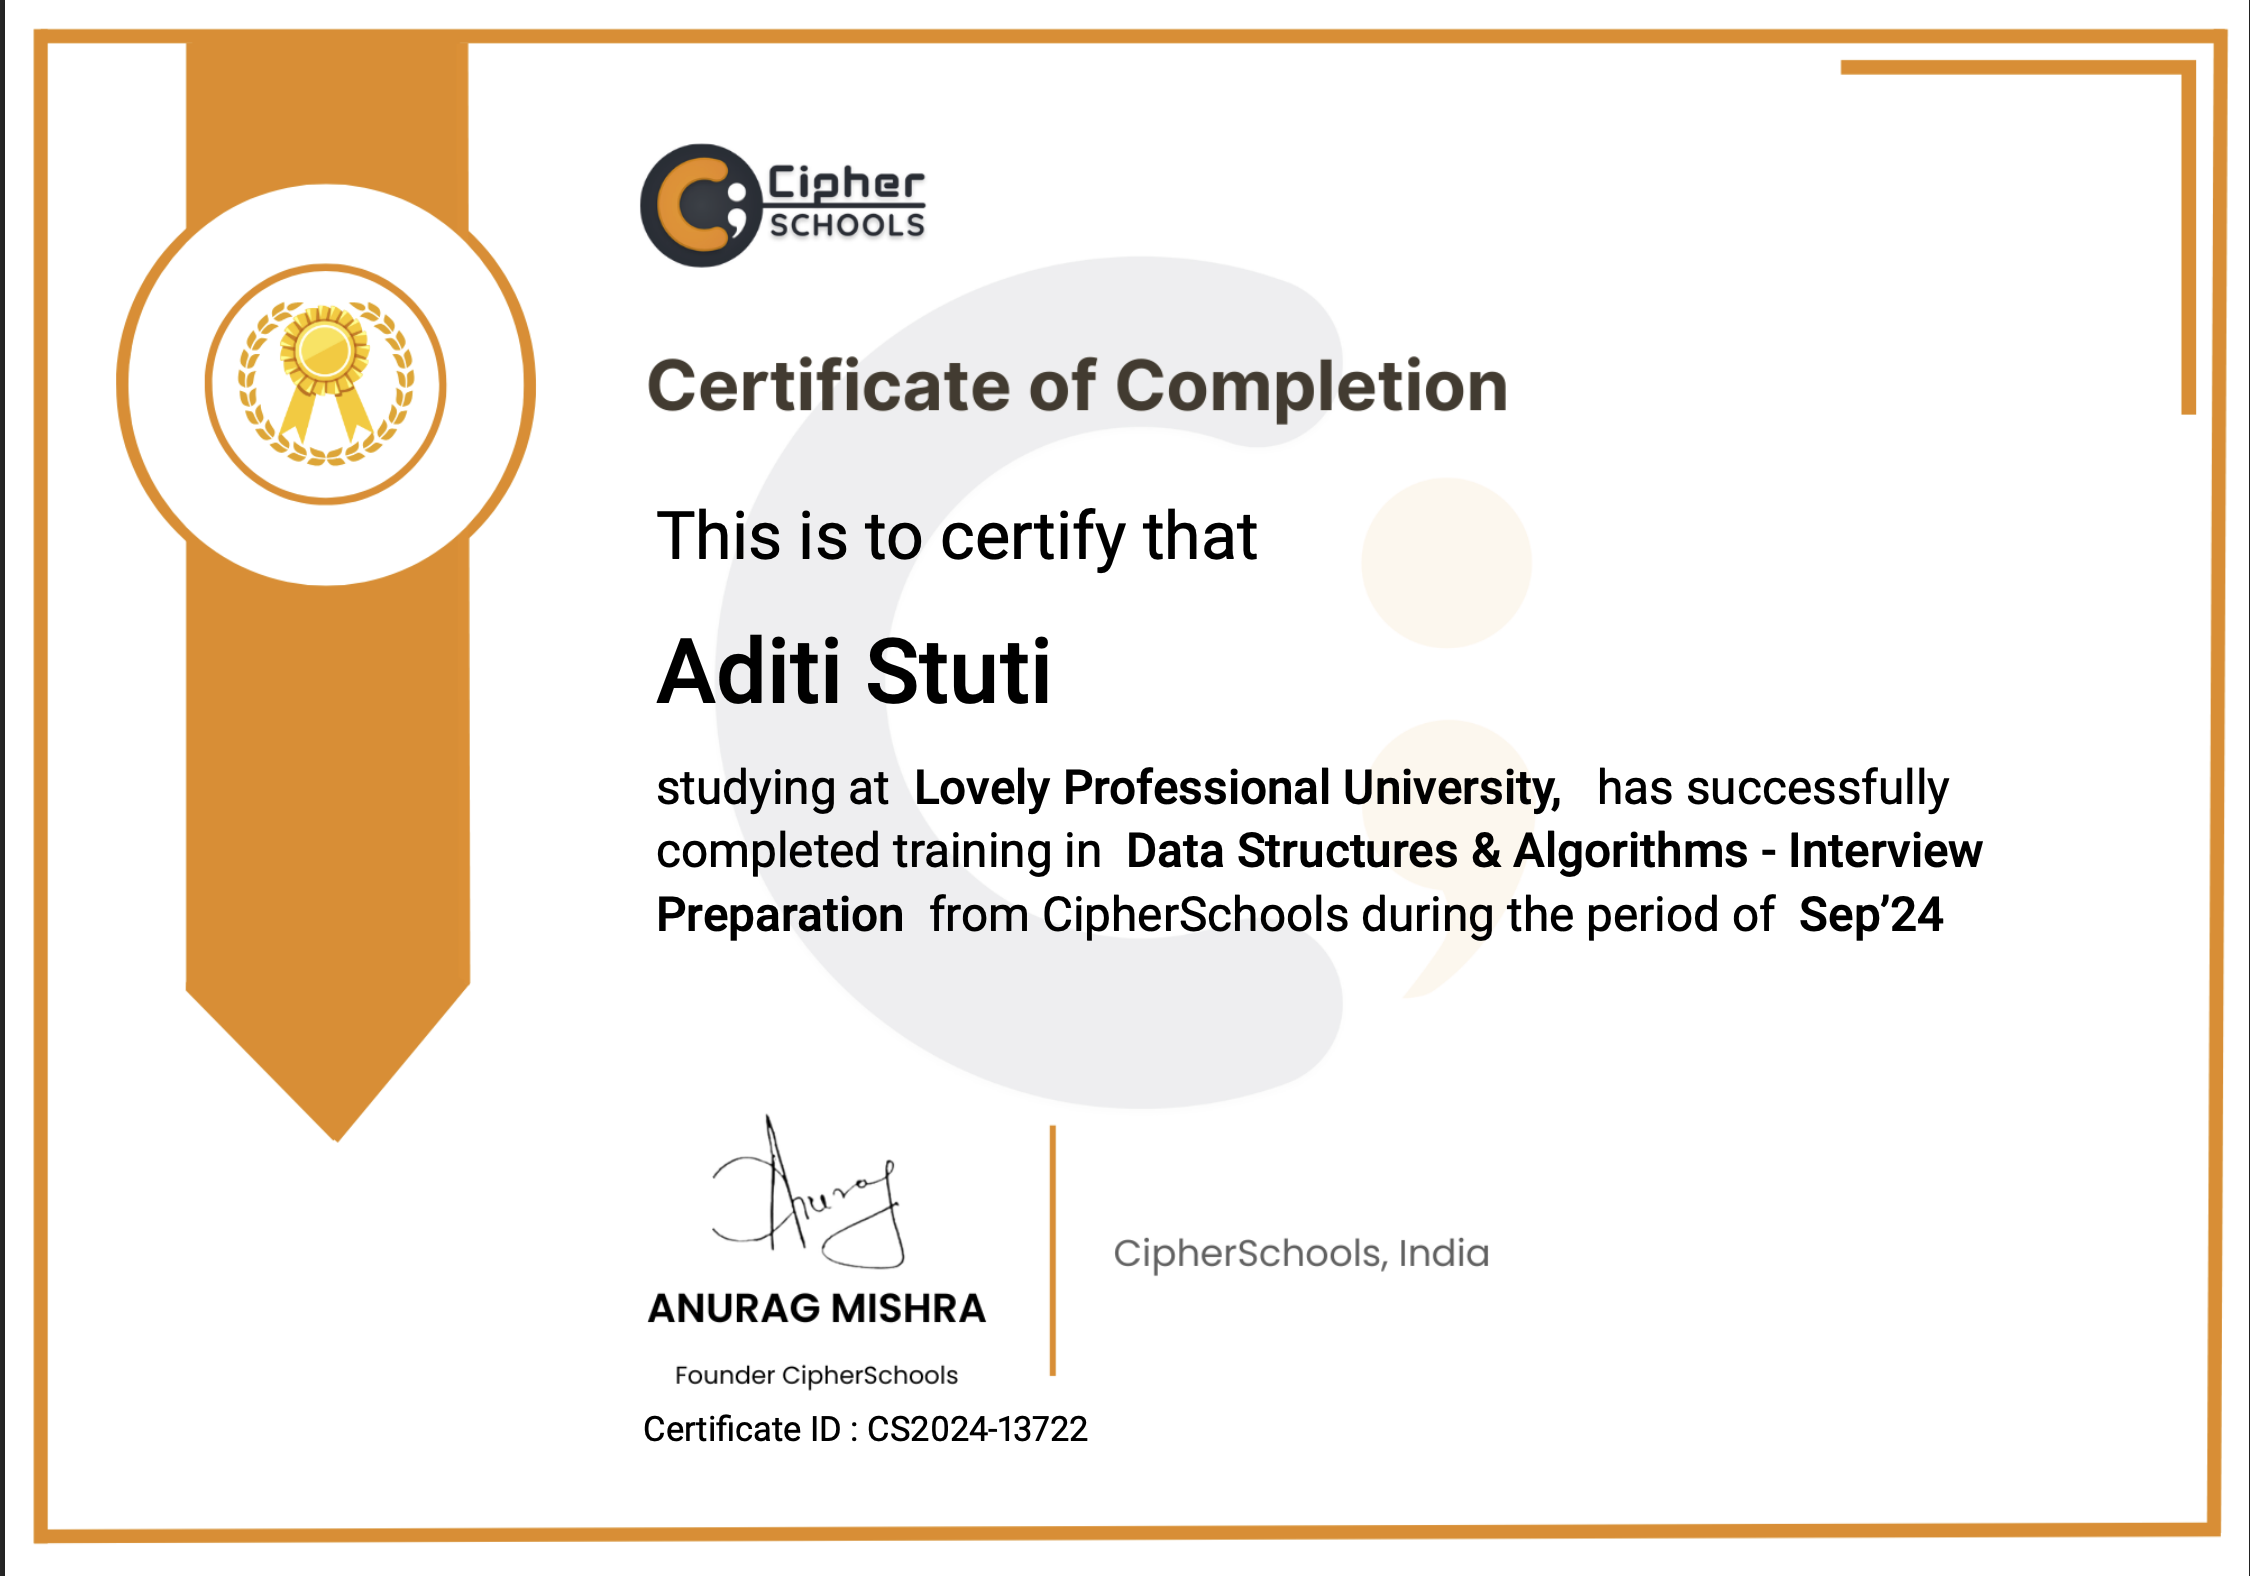 Cipher
SCHOOLS
Certificate of Completion
This is to certify that
Aditi Stuti
studying at Lovely Professional University, has successfully
completed training in Data Structures & Algorithms - Interview
Preparation from CipherSchools during the period of Sep’24
Anurag
ANURAG MISHRA
Founder CipherSchools
CipherSchools, India
Certificate ID : CS2024-13722